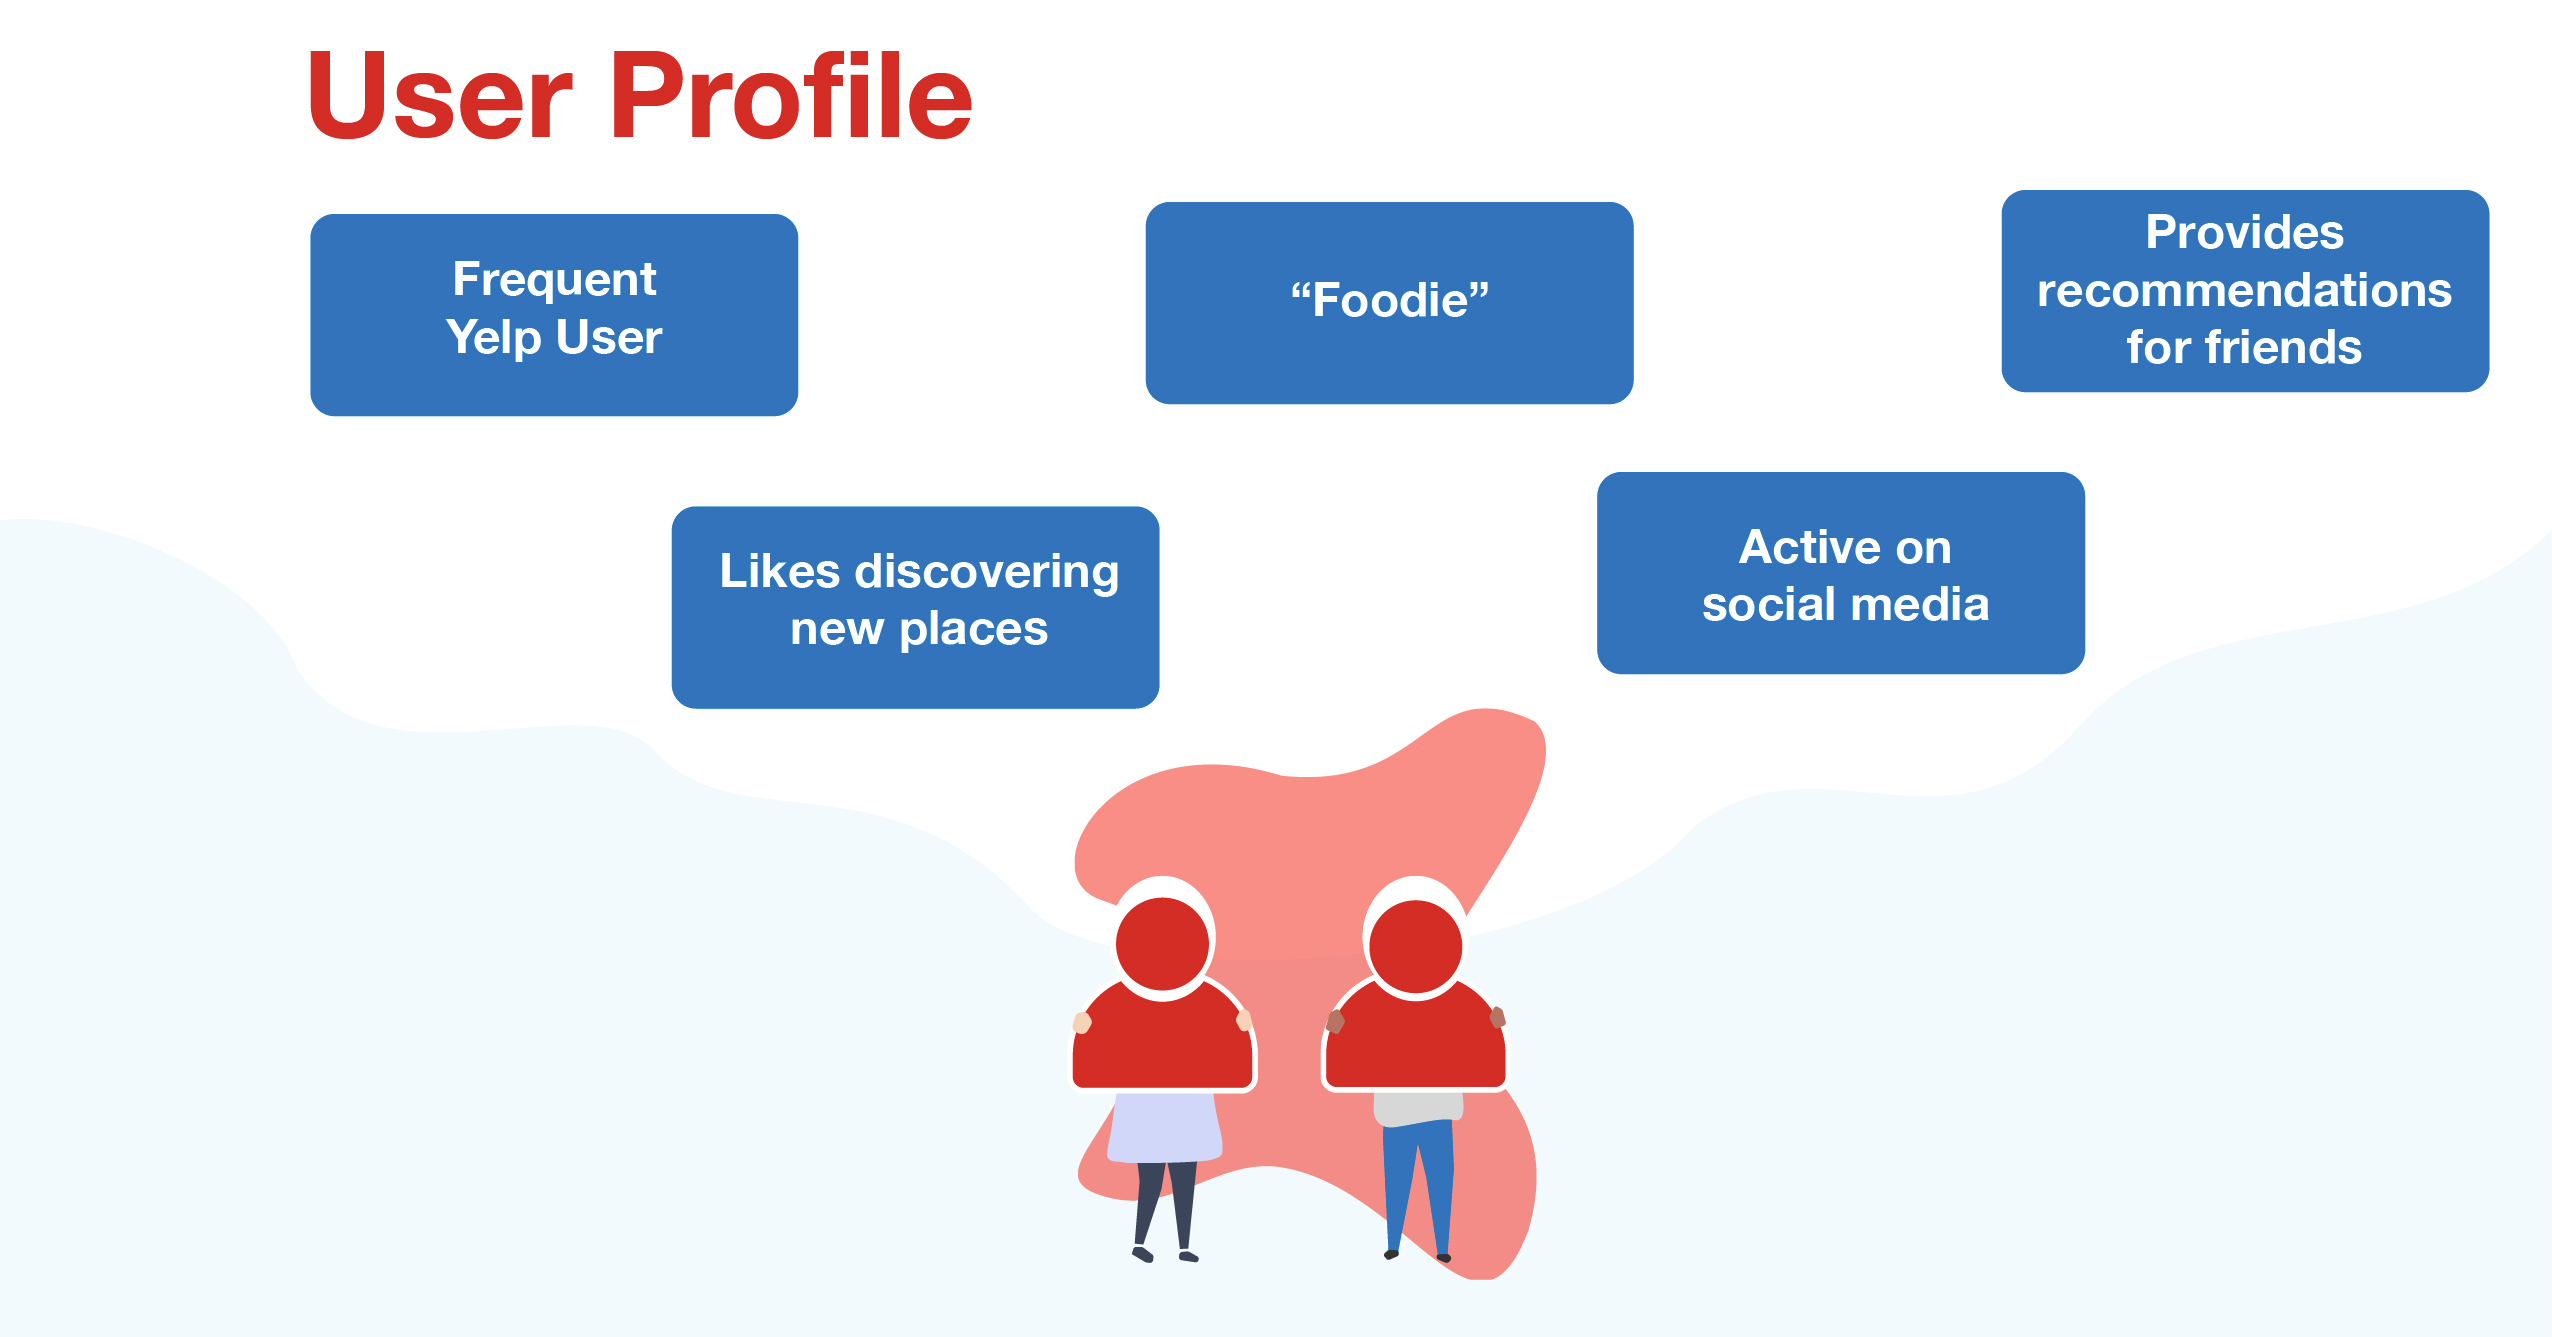 User Profile
Frequent
Yelp User
“Foodie”
Provides
recommendations
for friends
Likes discovering
new places
Active on
social media